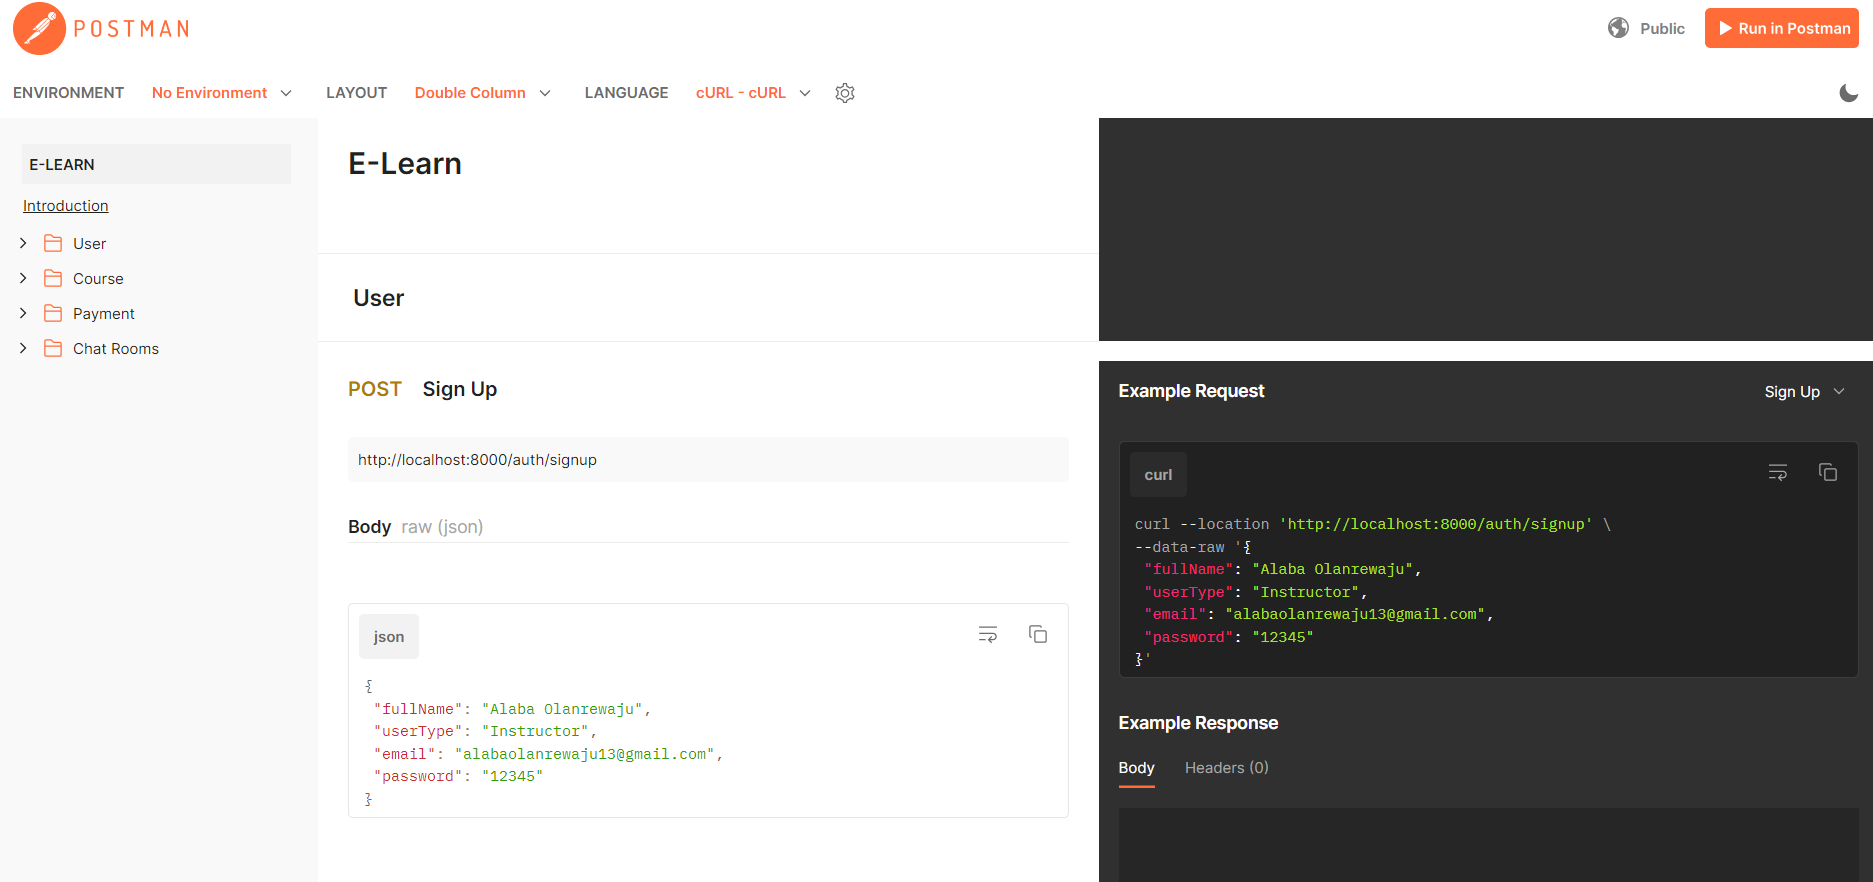 POSTMAN
Public
Run in Postman
ENVIRONMENT No Environment LAYOUT Double Column LANGUAGE cURL - cURL
E-LEARN
Introduction
User
Course
Payment
Chat Rooms
E-Learn
User
POST Sign Up
http://localhost:8000/auth/signup
Body raw (json)
json
{
"fullName": "Alaba Olanrewaju",
"userType": "Instructor",
"email": "alabaolanrewaju13@gmail.com",
"password": "12345"
}
Example Request
Sign Up
curl
curl --location 'http://localhost:8000/auth/signup' \
--data-raw '{
"fullName": "Alaba Olanrewaju",
"userType": "Instructor",
"email": "alabaolanrewaju13@gmail.com",
"password": "12345"
}'
Example Response
Body Headers (0)